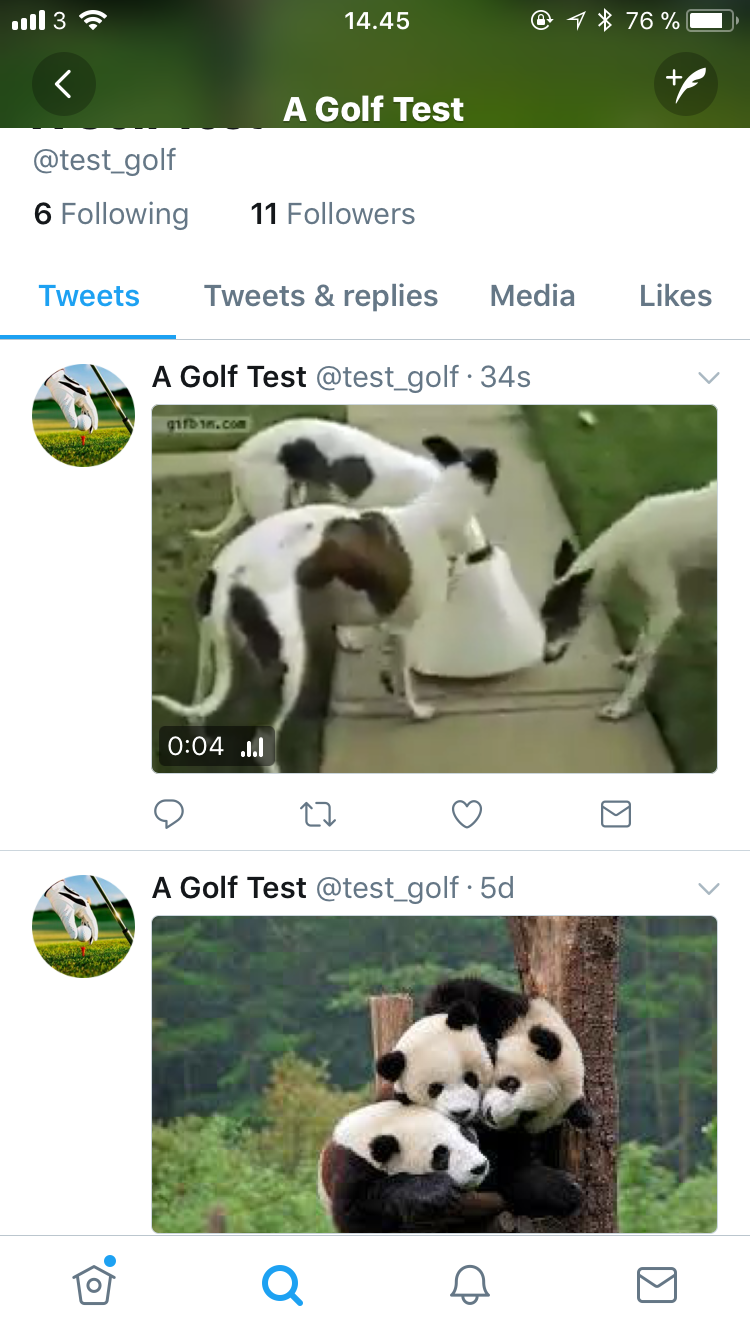 3 14.45 76 %
A Golf Test
@test_golf
6 Following 11 Followers
Tweets Tweets & replies Media Likes
A Golf Test @test_golf · 34s
gifbin.com
0:04
A Golf Test @test_golf · 5d